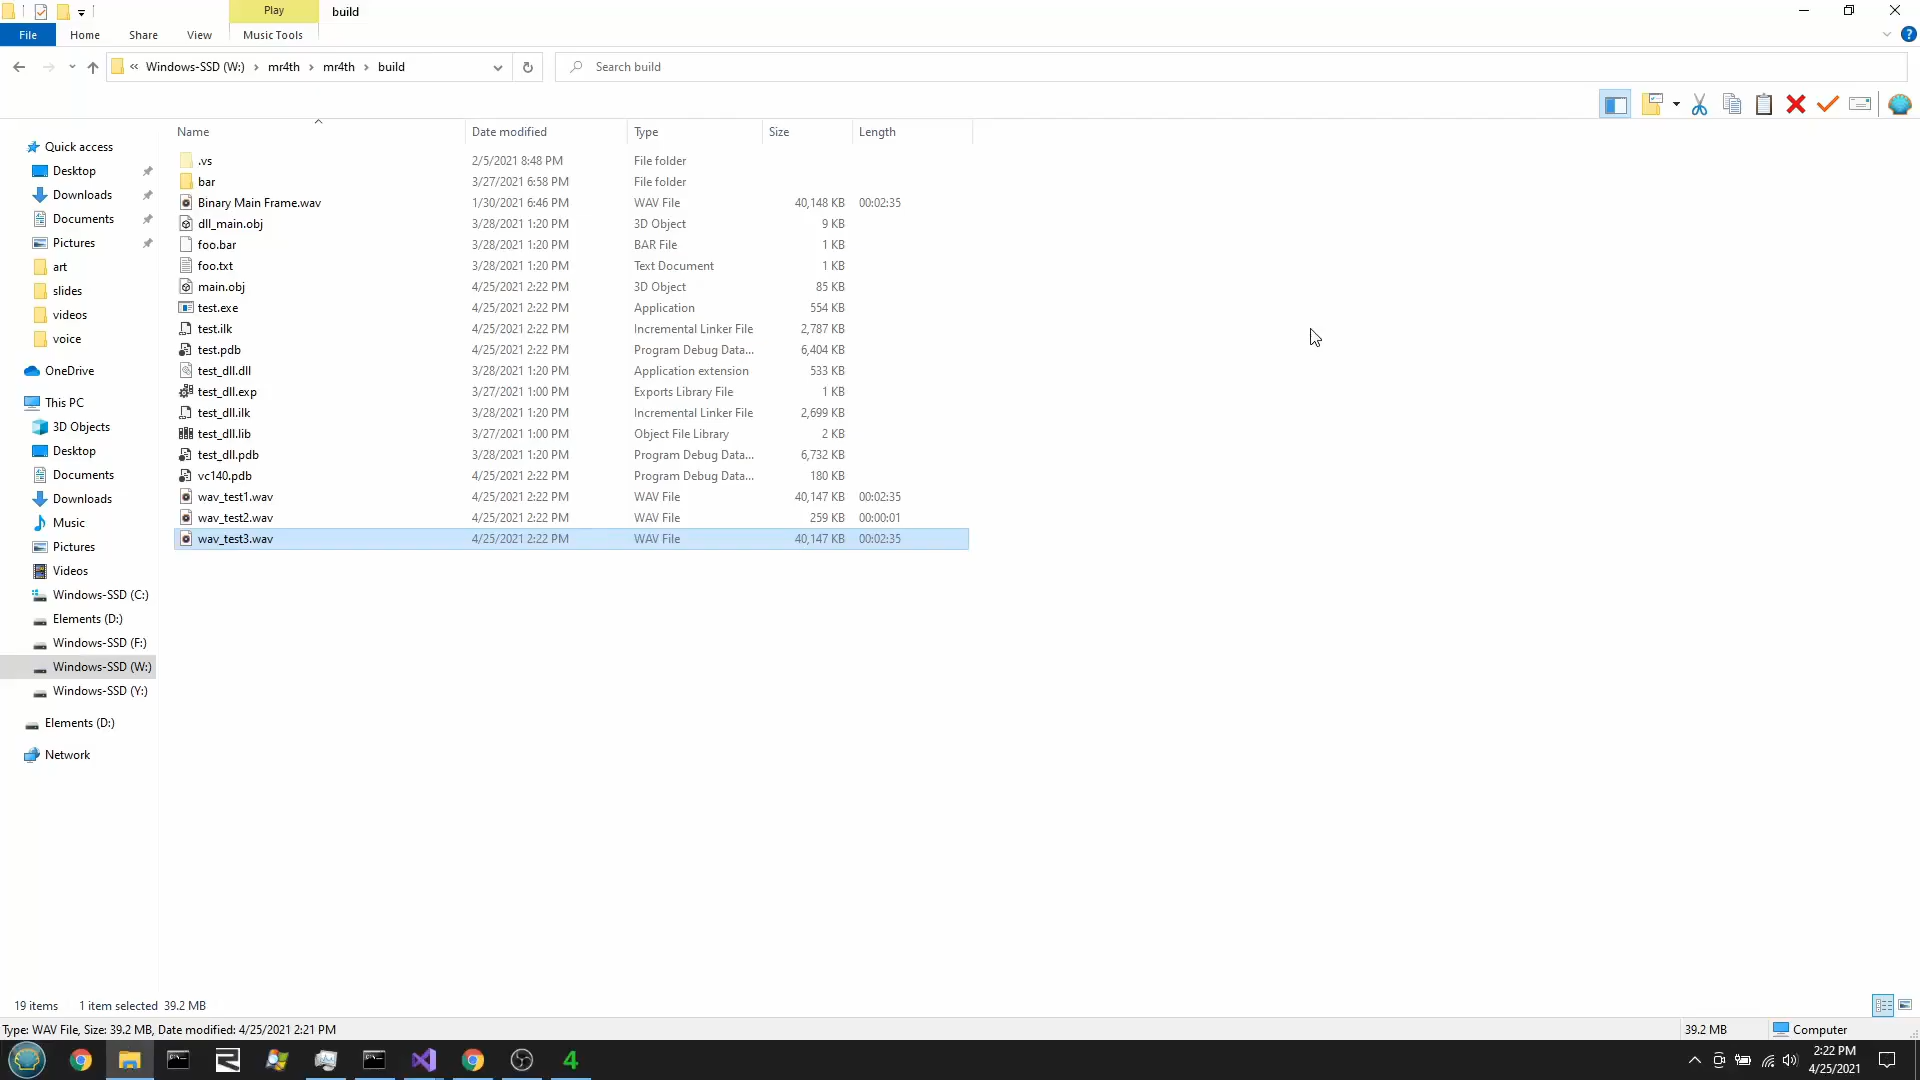 Play
build
File
Home
Share
View
Music Tools
?
«
Windows-SSD (W:)
mr4th
mr4th
build
Search build
Name
Date modified
Type
Size
Length
Quick access
Desktop
Downloads
Documents
Pictures
art
slides
videos
voice
OneDrive
This PC
3D Objects
Desktop
Documents
Downloads
Music
Pictures
Videos
Windows-SSD (C:)
Elements (D:)
Windows-SSD (F:)
Windows-SSD (W:)
Windows-SSD (Y:)
Elements (D:)
Network
.vs 2/5/2021 8:48 PM File folder
bar 3/27/2021 6:58 PM File folder
Binary Main Frame.wav 1/30/2021 6:46 PM WAV File 40,148 KB 00:02:35
dll_main.obj 3/28/2021 1:20 PM 3D Object 9 KB
foo.bar 3/28/2021 1:20 PM BAR File 1 KB
foo.txt 3/28/2021 1:20 PM Text Document 1 KB
main.obj 4/25/2021 2:22 PM 3D Object 85 KB
test.exe 4/25/2021 2:22 PM Application 554 KB
test.ilk 4/25/2021 2:22 PM Incremental Linker File 2,787 KB
test.pdb 4/25/2021 2:22 PM Program Debug Data... 6,404 KB
test_dll.dll 3/28/2021 1:20 PM Application extension 533 KB
test_dll.exp 3/27/2021 1:00 PM Exports Library File 1 KB
test_dll.ilk 3/28/2021 1:20 PM Incremental Linker File 2,699 KB
test_dll.lib 3/27/2021 1:00 PM Object File Library 2 KB
test_dll.pdb 3/28/2021 1:20 PM Program Debug Data... 6,732 KB
vc140.pdb 4/25/2021 2:22 PM Program Debug Data... 180 KB
wav_test1.wav 4/25/2021 2:22 PM WAV File 40,147 KB 00:02:35
wav_test2.wav 4/25/2021 2:22 PM WAV File 259 KB 00:00:01
wav_test3.wav 4/25/2021 2:22 PM WAV File 40,147 KB 00:02:35
19 items 1 item selected 39.2 MB
Type: WAV File, Size: 39.2 MB, Date modified: 4/25/2021 2:21 PM
39.2 MB
Computer
4
2:22 PM
4/25/2021